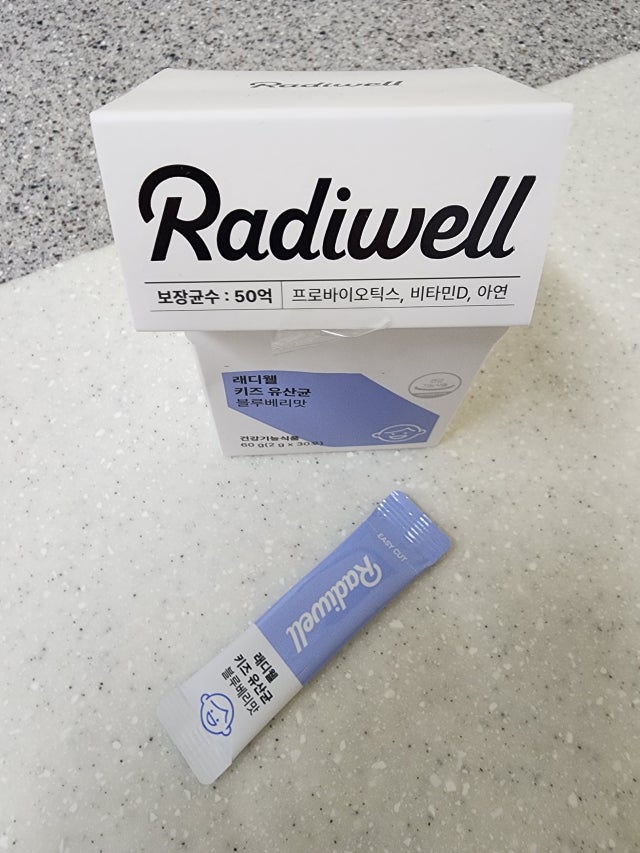 Radiwell
Radiwell
보장균수 : 50억 프로바이오틱스, 비타민D, 아연
래디웰
키즈 유산균
블루베리맛
건강기능식품
60 g(2 g x 30포)
EASY CUT
Radiwell
래디웰
키즈 유산균
블루베리맛